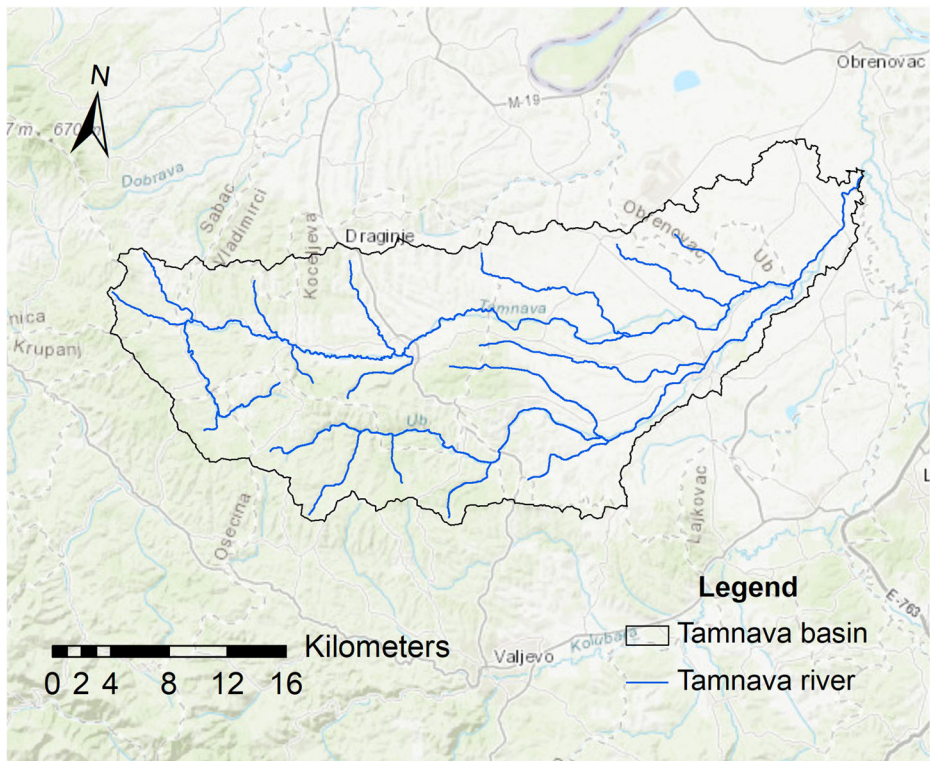 Obrenovac
M-19
N
7 m, 670 m
Dobrava
Sabac
Vladimirci
Koceljeva
Draginje
Obrenovac
Ub
Tamnava
nica
Krupanj
Ub
Osecina
Lajkovac
L
E-763
Legend
Tamnava basin
Tamnava river
Kolubara
Valjevo
Kilometers
0 2 4 8 12 16